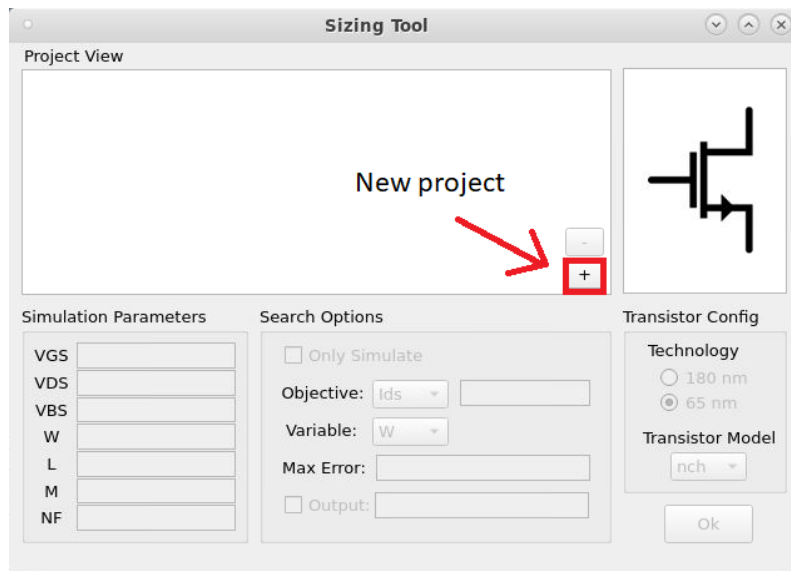 Sizing Tool
Project View
New project
-
+
Simulation Parameters
VGS
VDS
VBS
W
L
M
NF
Search Options
Only Simulate
Objective: Ids
Variable: W
Max Error:
Output:
Transistor Config
Technology
180 nm
65 nm
Transistor Model
nch
Ok